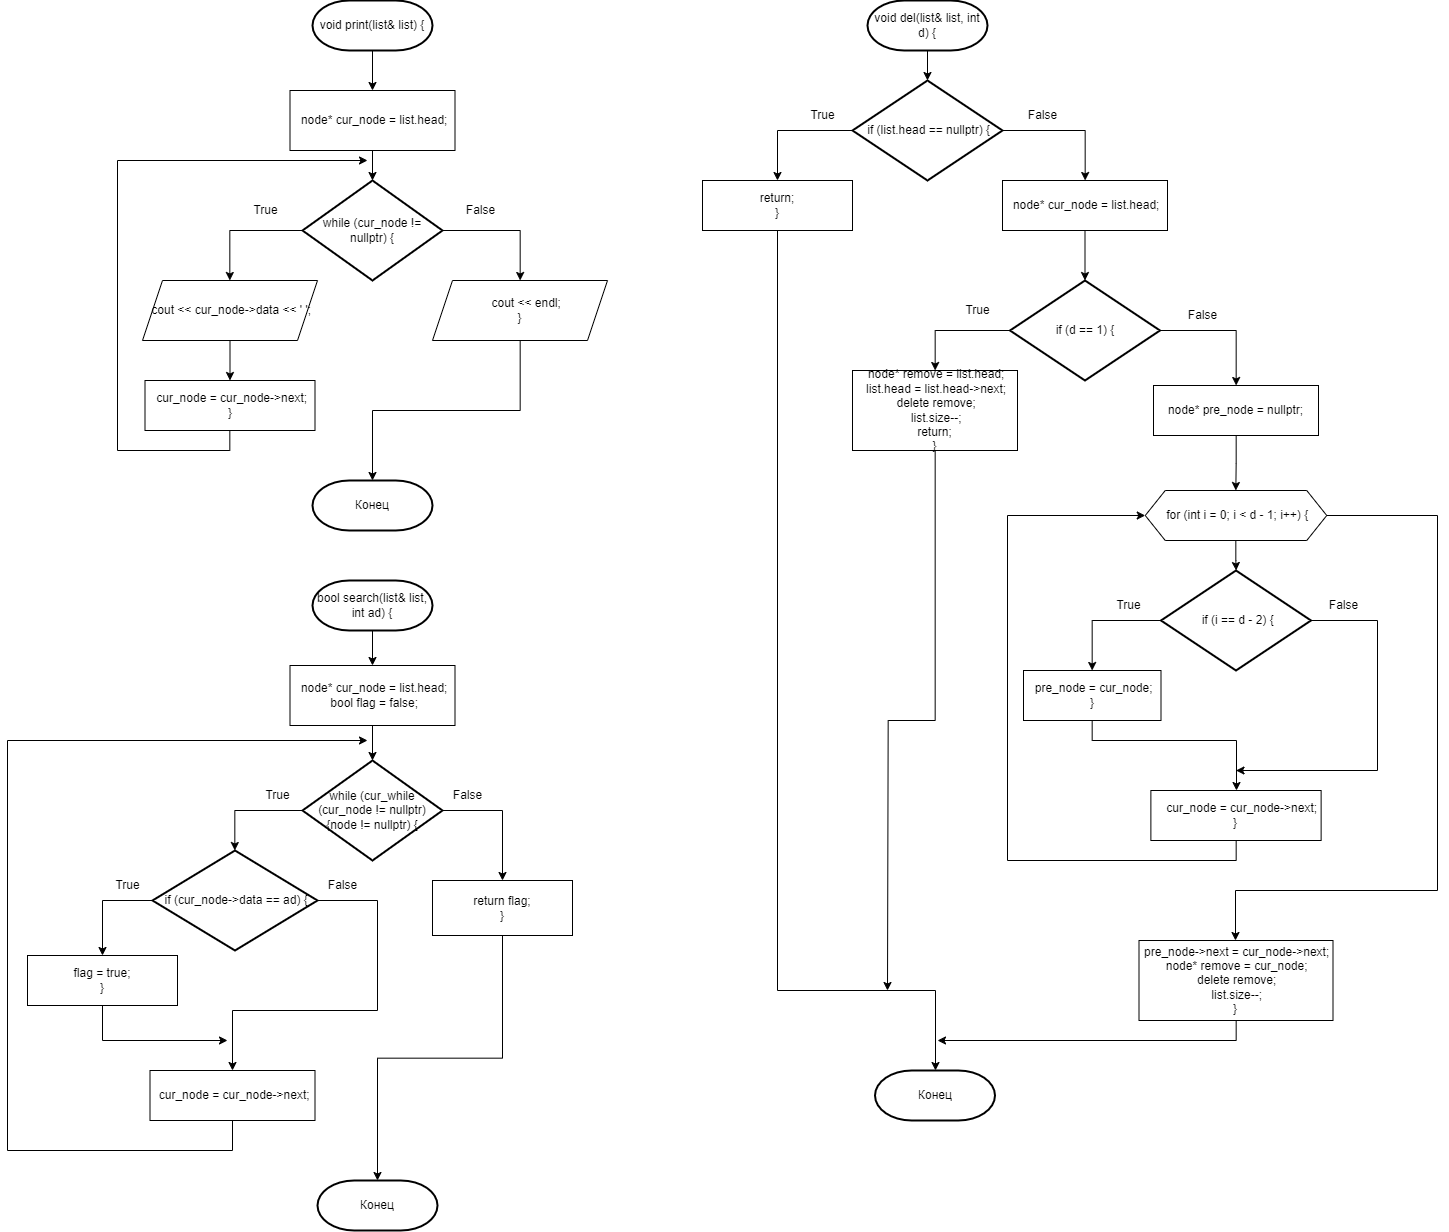 void print(list& list) {
node* cur_node = list.head;
while (cur_node !=
nullptr) {
True
False
cout << cur_node->data << ' ';
cout << endl;
}
cur_node = cur_node->next;
}
Конец
bool search(list& list,
int ad) {
node* cur_node = list.head;
bool flag = false;
while (cur_while
(cur_node != nullptr)
{node != nullptr) {
True
False
if (cur_node->data == ad) {
True
False
return flag;
}
flag = true;
}
cur_node = cur_node->next;
Конец
void del(list& list, int
d) {
if (list.head == nullptr) {
True
False
return;
}
node* cur_node = list.head;
if (d == 1) {
True
False
node* remove = list.head;
list.head = list.head->next;
delete remove;
list.size--;
return;
}
node* pre_node = nullptr;
for (int i = 0; i < d - 1; i++) {
if (i == d - 2) {
True
False
pre_node = cur_node;
}
cur_node = cur_node->next;
}
pre_node->next = cur_node->next;
node* remove = cur_node;
delete remove;
list.size--;
}
Конец